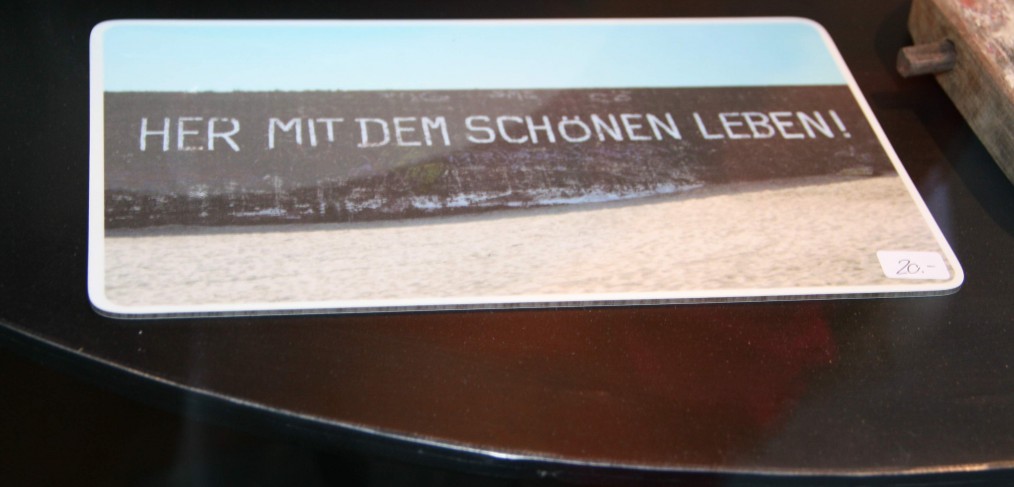 HER MIT DEM SCHÖNEN LEBEN!
20.-